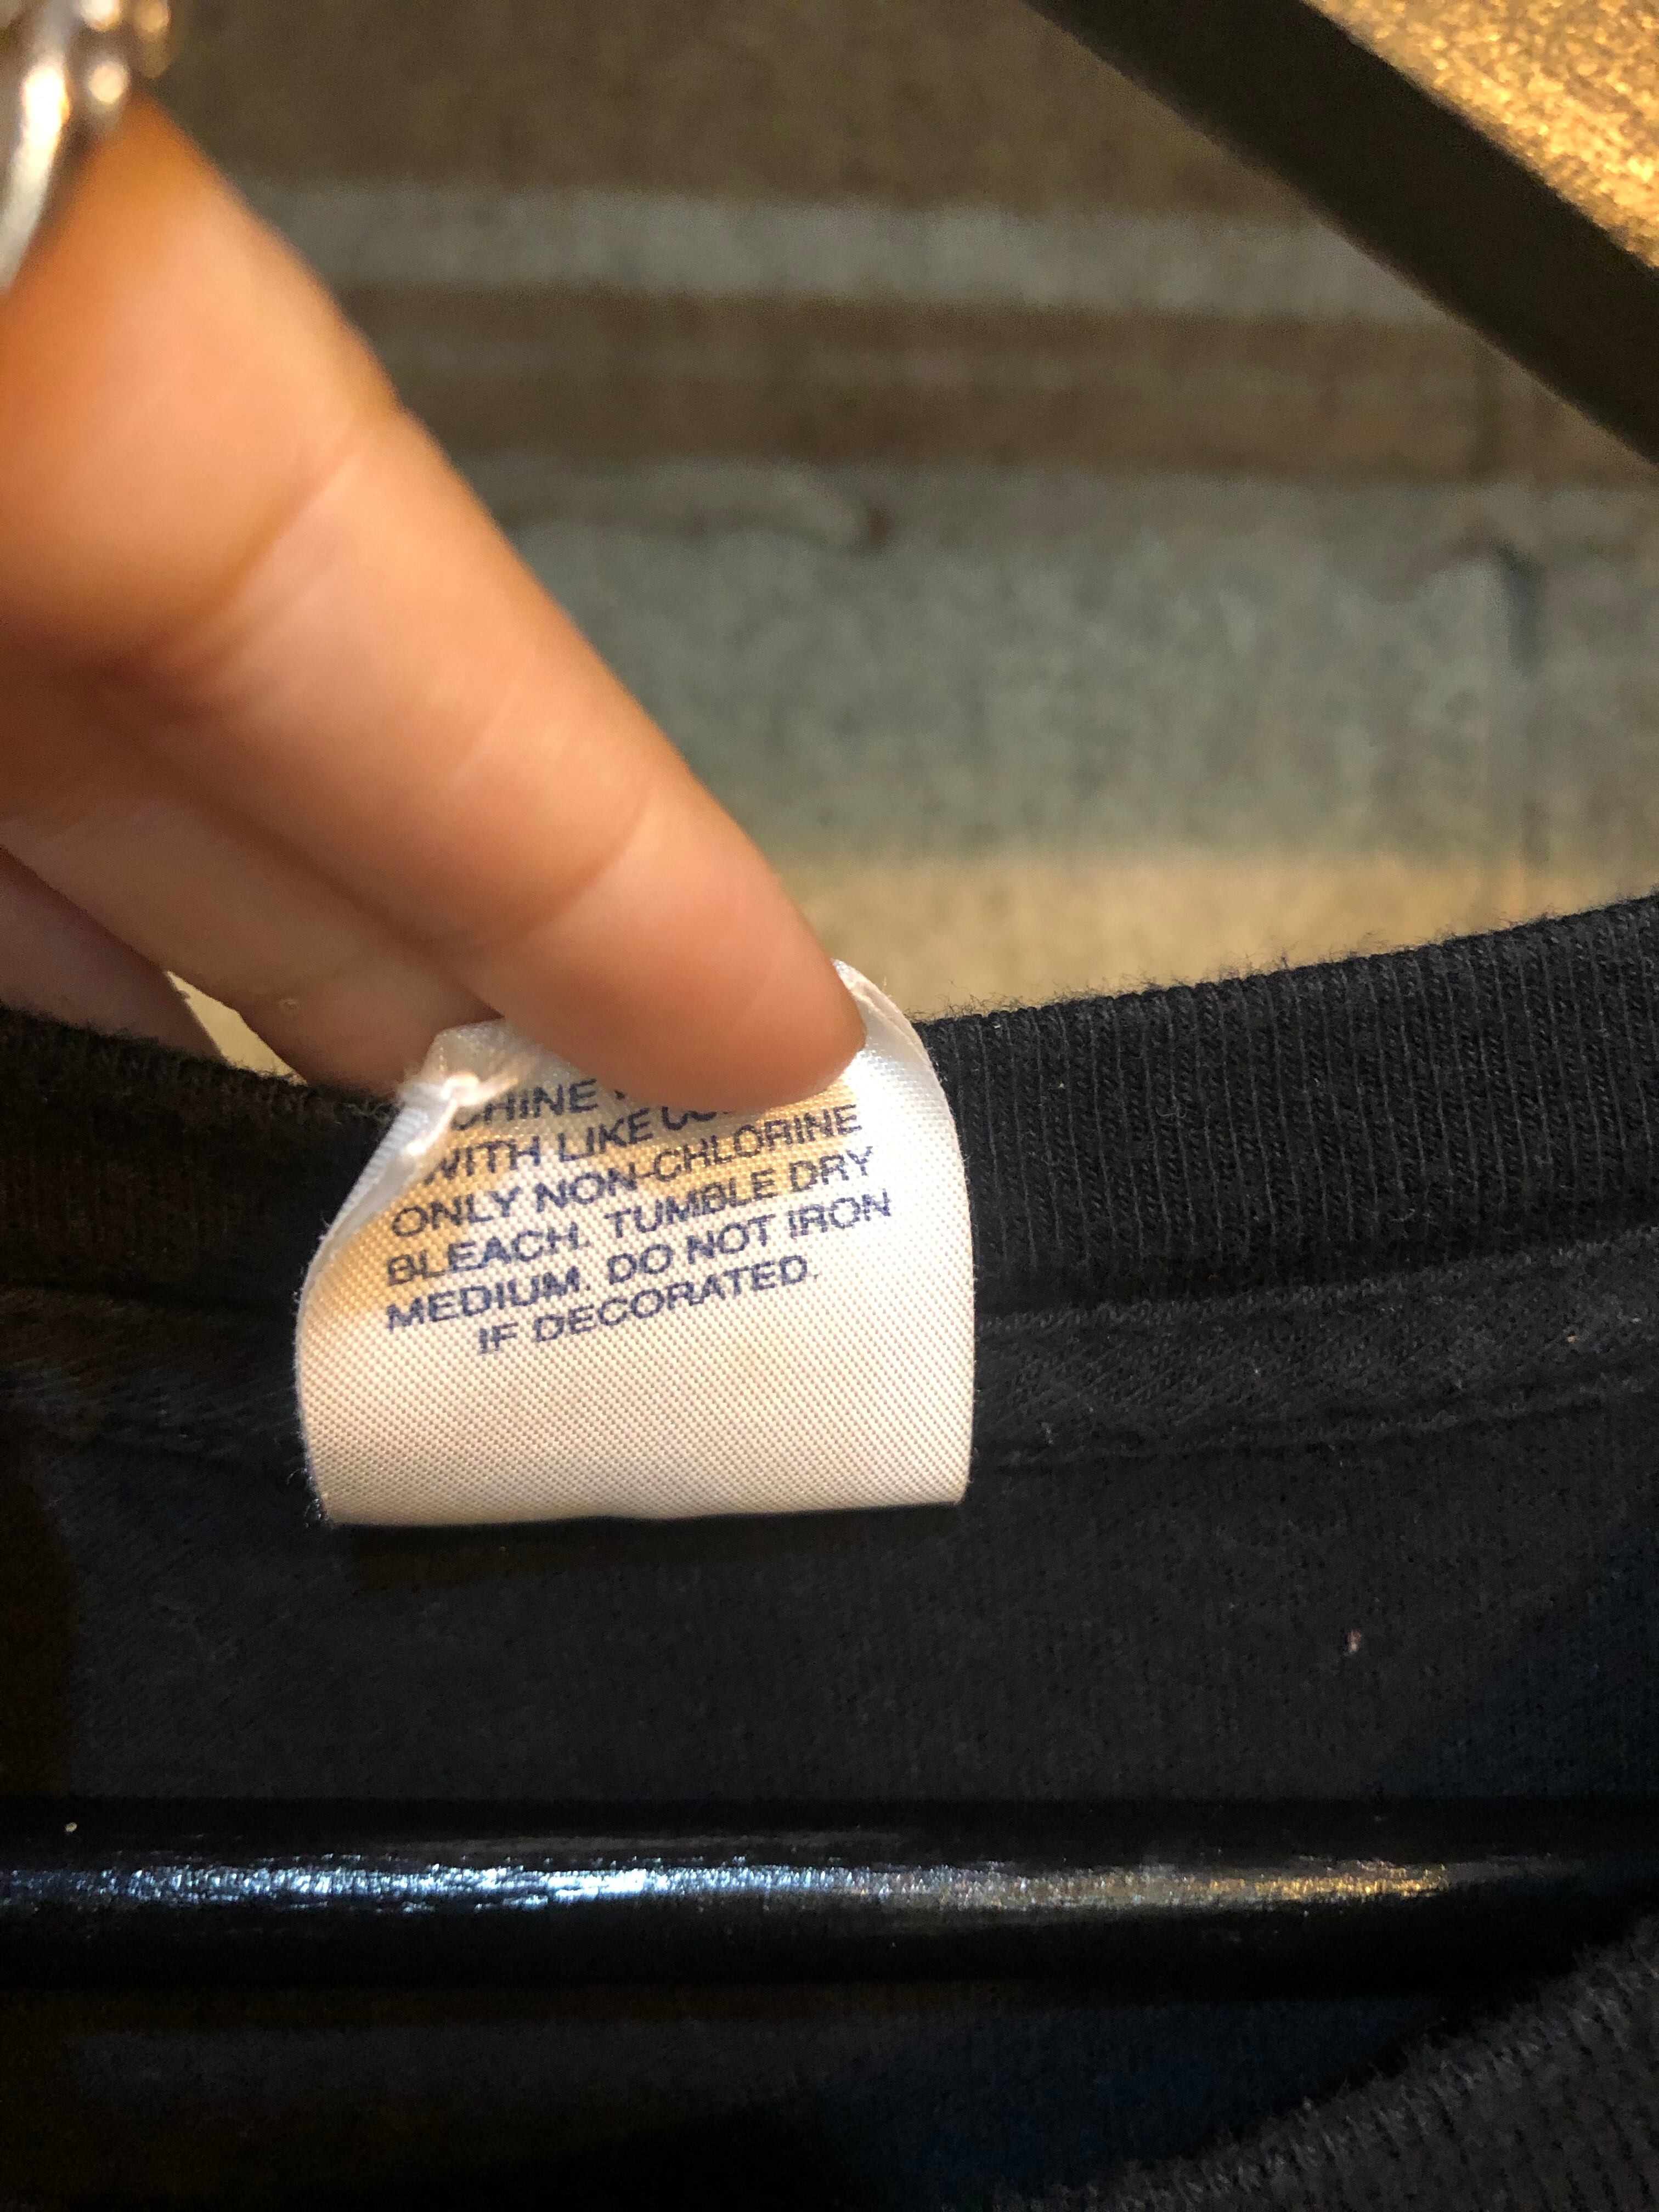 WITH LIKE
ONLY NON-CHLORINE
BLEACH. TUMBLE DRY
MEDIUM. DO NOT IRON
IF DECORATED.